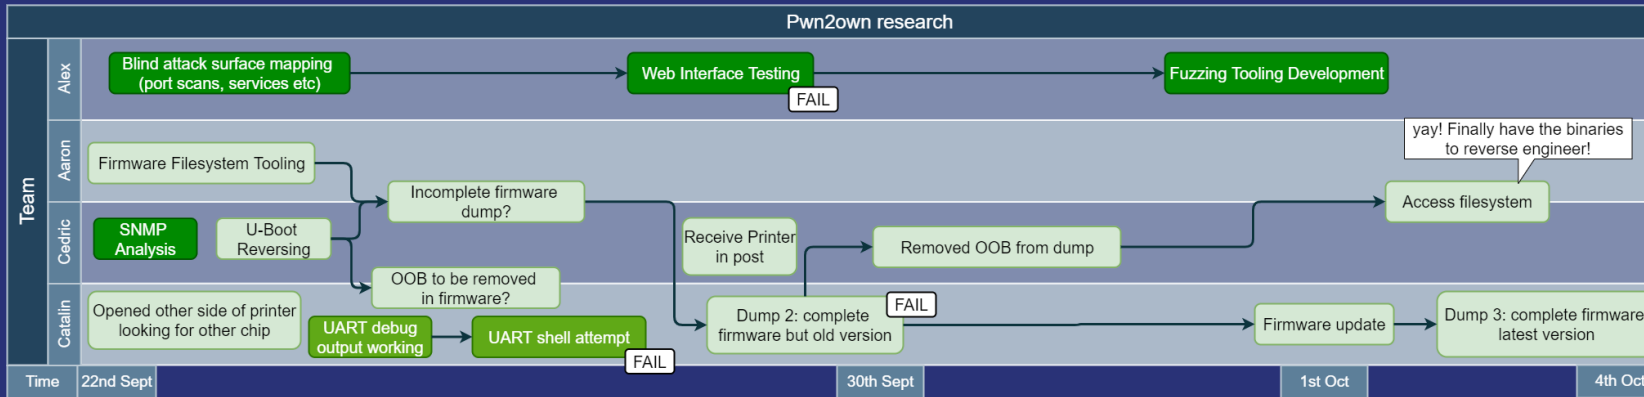 Pwn2own research
Team
Alex
Blind attack surface mapping
(port scans, services etc)
Web Interface Testing
FAIL
Fuzzing Tooling Development
Aaron
Firmware Filesystem Tooling
Incomplete firmware
dump?
yay! Finally have the binaries
to reverse engineer!
Access filesystem
Cedric
SNMP
Analysis
U-Boot
Reversing
OOB to be removed
in firmware?
Receive Printer
in post
Removed OOB from dump
Catalin
Opened other side of printer
looking for other chip
UART debug
output working
UART shell attempt
FAIL
Dump 2: complete
firmware but old version
FAIL
Firmware update
Dump 3: complete firmware
latest version
Time
22nd Sept
30th Sept
1st Oct
4th Oct